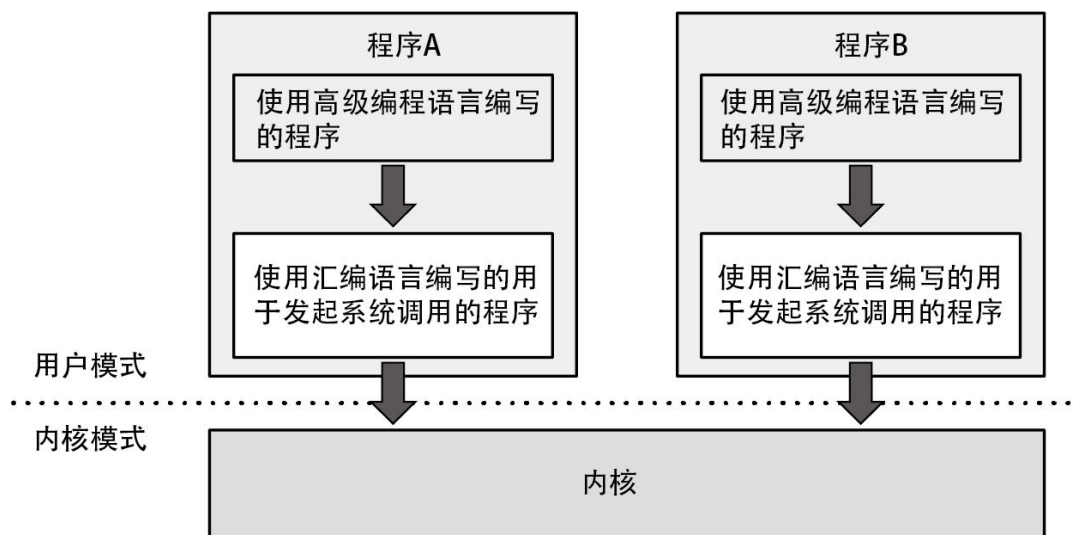 程序A
使用高级编程语言编写
的程序
使用汇编语言编写的用
于发起系统调用的程序
程序B
使用高级编程语言编写
的程序
使用汇编语言编写的用
于发起系统调用的程序
用户模式
内核模式
内核